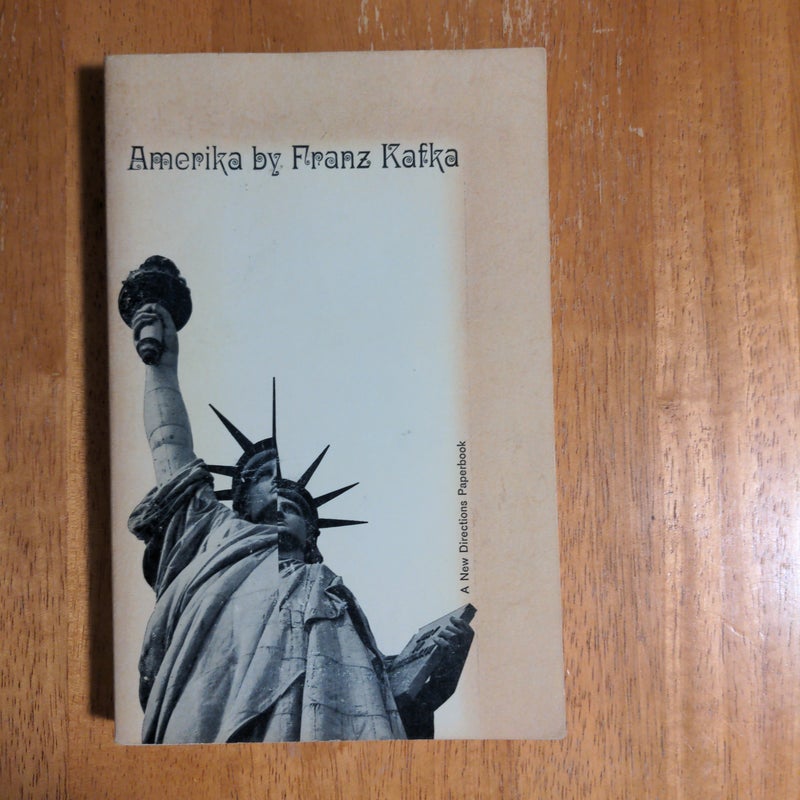 Amerika by Franz Kafka
A New Directions Paperbook